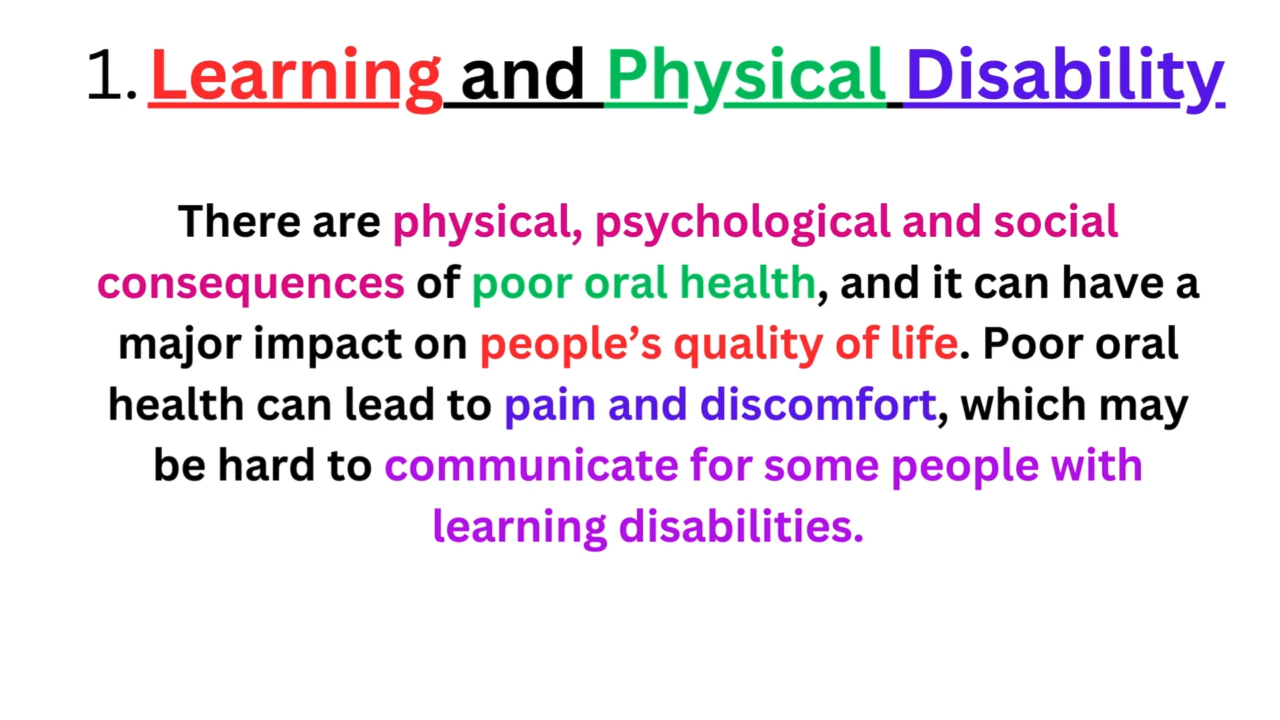 1. Learning and Physical Disability
There are physical, psychological and social
consequences of poor oral health, and it can have a
major impact on people’s quality of life. Poor oral
health can lead to pain and discomfort, which may
be hard to communicate for some people with
learning disabilities.